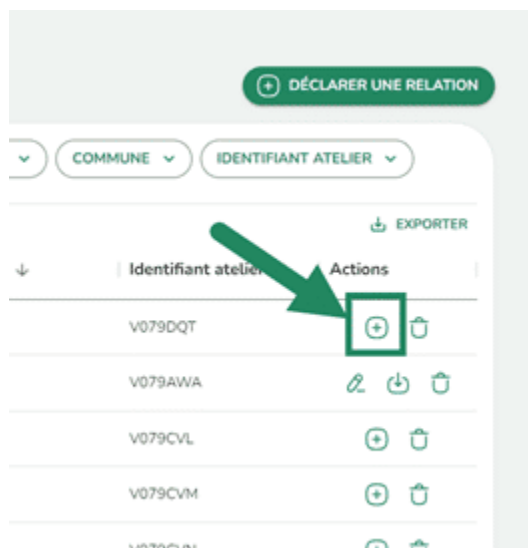 DÉCLARER UNE RELATION
COMMUNE
IDENTIFIANT ATELIER
EXPORTER
Identifiant atelier Actions
V079DQT
V079AWA
V079CVL
V079CVM